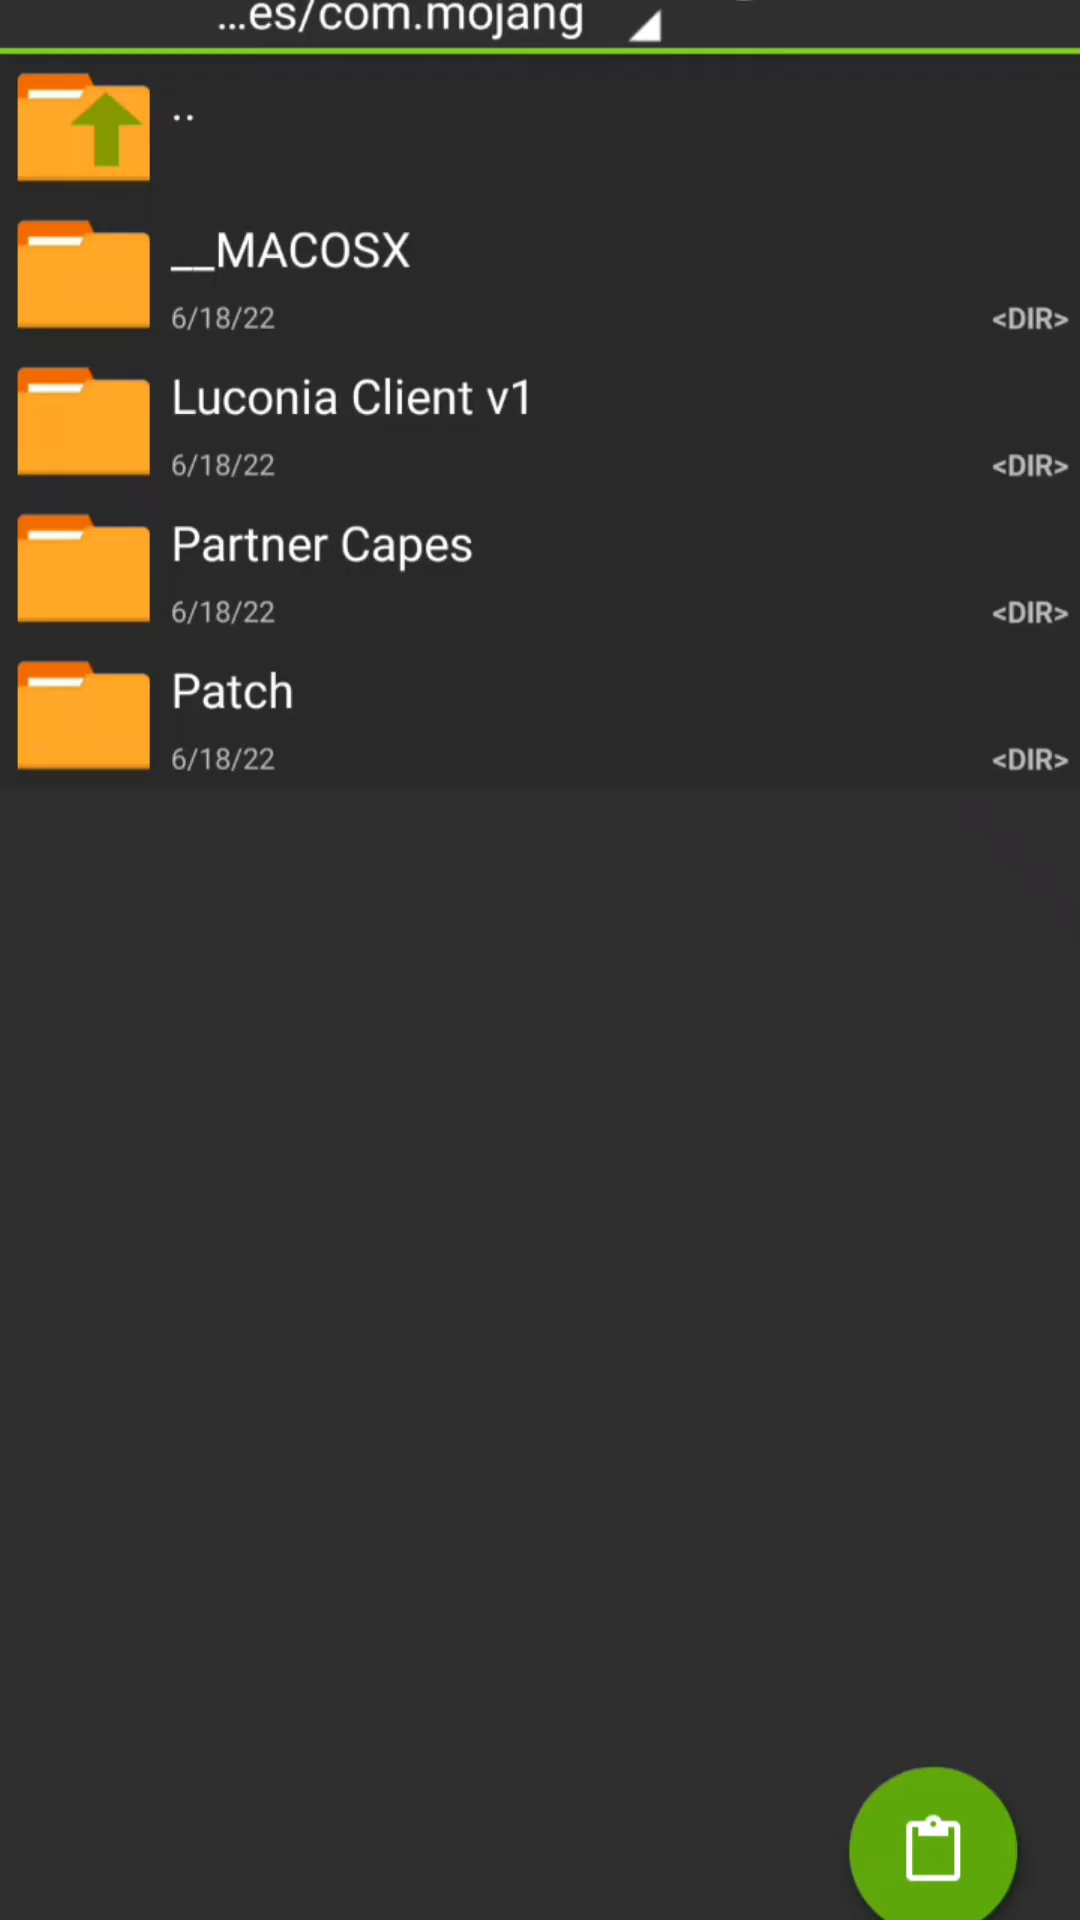 ...es/com.mojang
..
__MACOSX
6/18/22
<DIR>
Luconia Client v1
6/18/22
<DIR>
Partner Capes
6/18/22
<DIR>
Patch
6/18/22
<DIR>